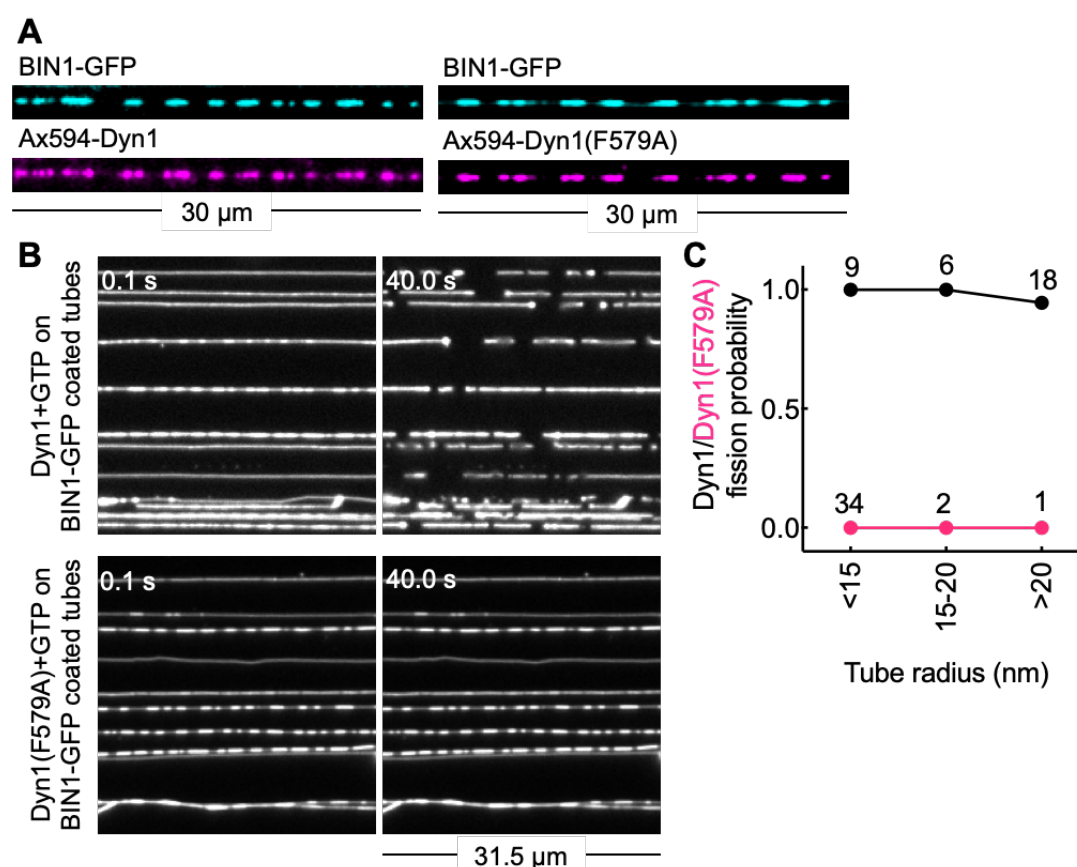 A
BIN1-GFP
Ax594-Dyn1
30 µm
BIN1-GFP
Ax594-Dyn1(F579A)
30 µm
B
Dyn1+GTP on
BIN1-GFP coated tubes
0.1 s
40.0 s
Dyn1(F579A)+GTP on
BIN1-GFP coated tubes
0.1 s
40.0 s
31.5 µm
C
Dyn1/Dyn1(F579A)
fission probability
1.0
0.5
0.0
9
6
18
34
2
1
<15
15-20
>20
Tube radius (nm)